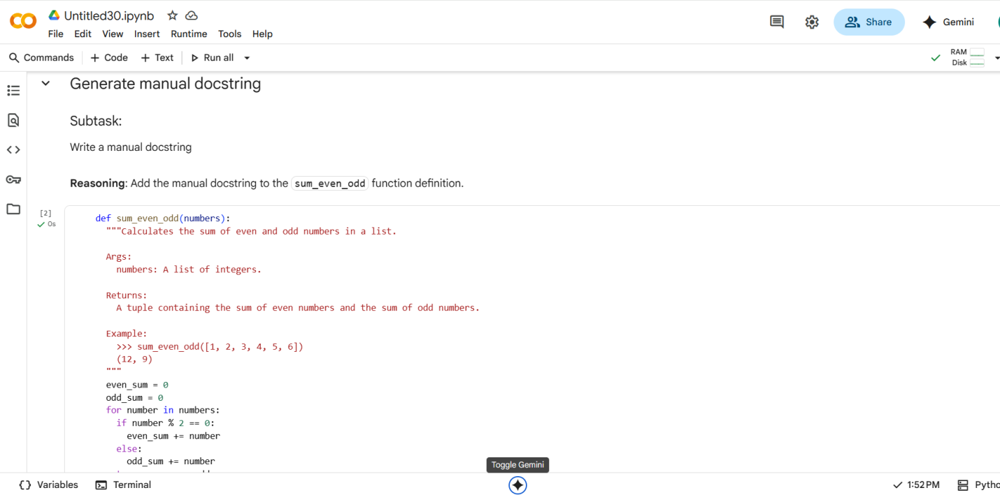 Untitled30.ipynb
File Edit View Insert Runtime Tools Help
Share
Gemini
Commands + Code + Text Run all
RAM
Disk
Generate manual docstring
Subtask:
Write a manual docstring
Reasoning: Add the manual docstring to the sum_even_odd function definition.
[2]
0s
def sum_even_odd(numbers):
"""Calculates the sum of even and odd numbers in a list.
Args:
numbers: A list of integers.
Returns:
A tuple containing the sum of even numbers and the sum of odd numbers.
Example:
>>> sum_even_odd([1, 2, 3, 4, 5, 6])
(12, 9)
"""
even_sum = 0
odd_sum = 0
for number in numbers:
if number % 2 == 0:
even_sum += number
else:
odd_sum += number
Toggle Gemini
{} Variables Terminal
1:52 PM
Pytho